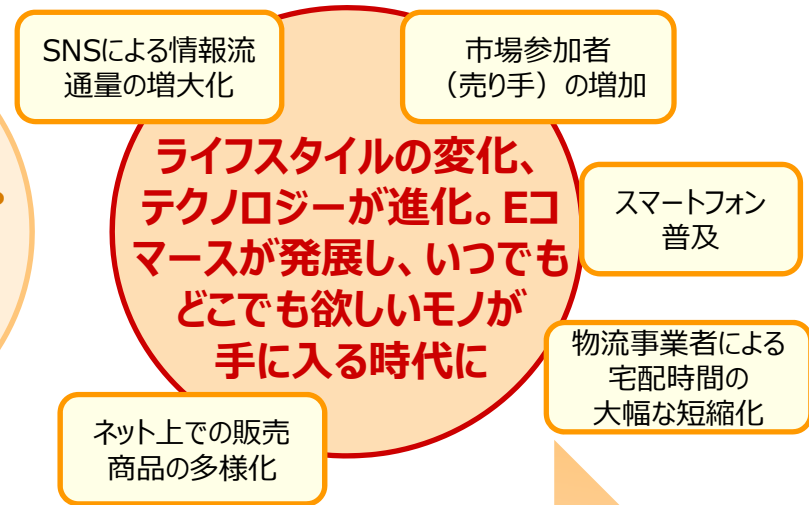 SNSによる情報流
通量の増大化
市場参加者
（売り手）の増加
ライフスタイルの変化、
テクノロジーが進化。Eコ
マースが発展し、いつでも
どこでも欲しいモノが
手に入る時代に
スマートフォン
普及
物流事業者による
宅配時間の
大幅な短縮化
ネット上での販売
商品の多様化